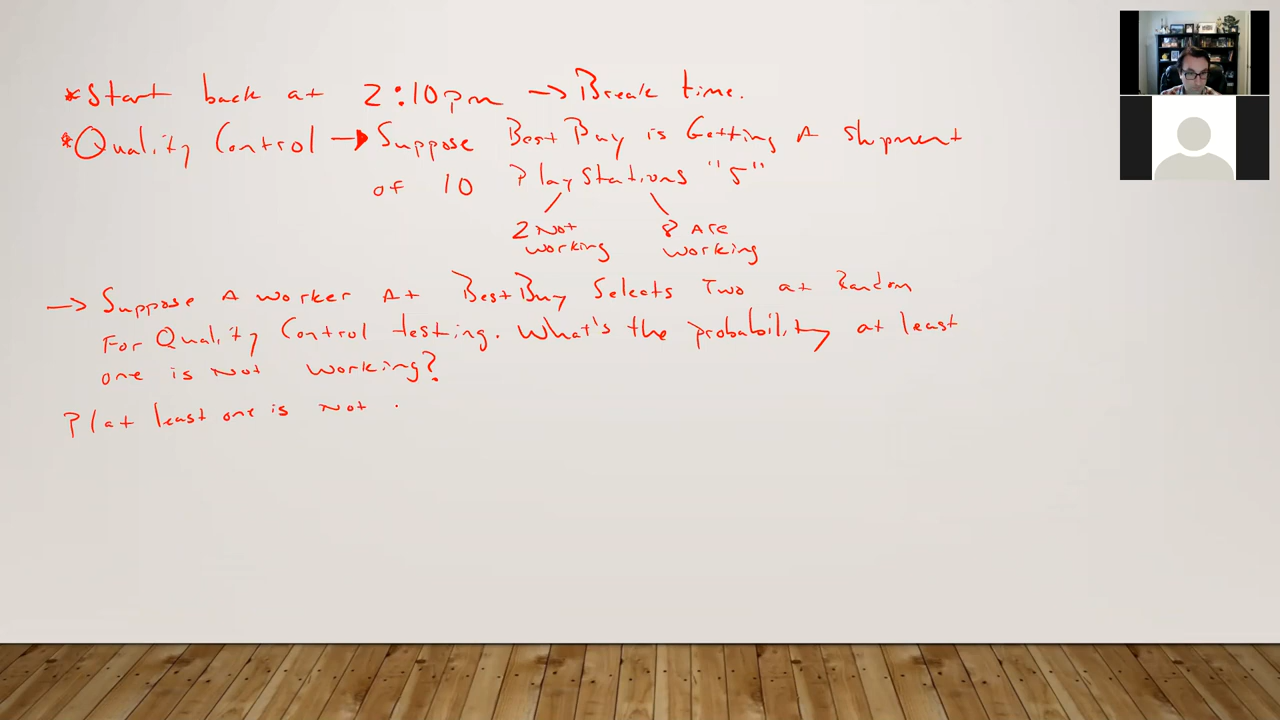 *Start back at 2:10pm → Break time.
*Quality Control → Suppose Best Buy is Getting A shipment
of 10 PlayStations "5"
2 Not working
8 Are working
→ Suppose A worker At Best Buy Selects Two at Random
For Quality Control testing. What's the probability at least
one is Not working?
P(at least one is Not